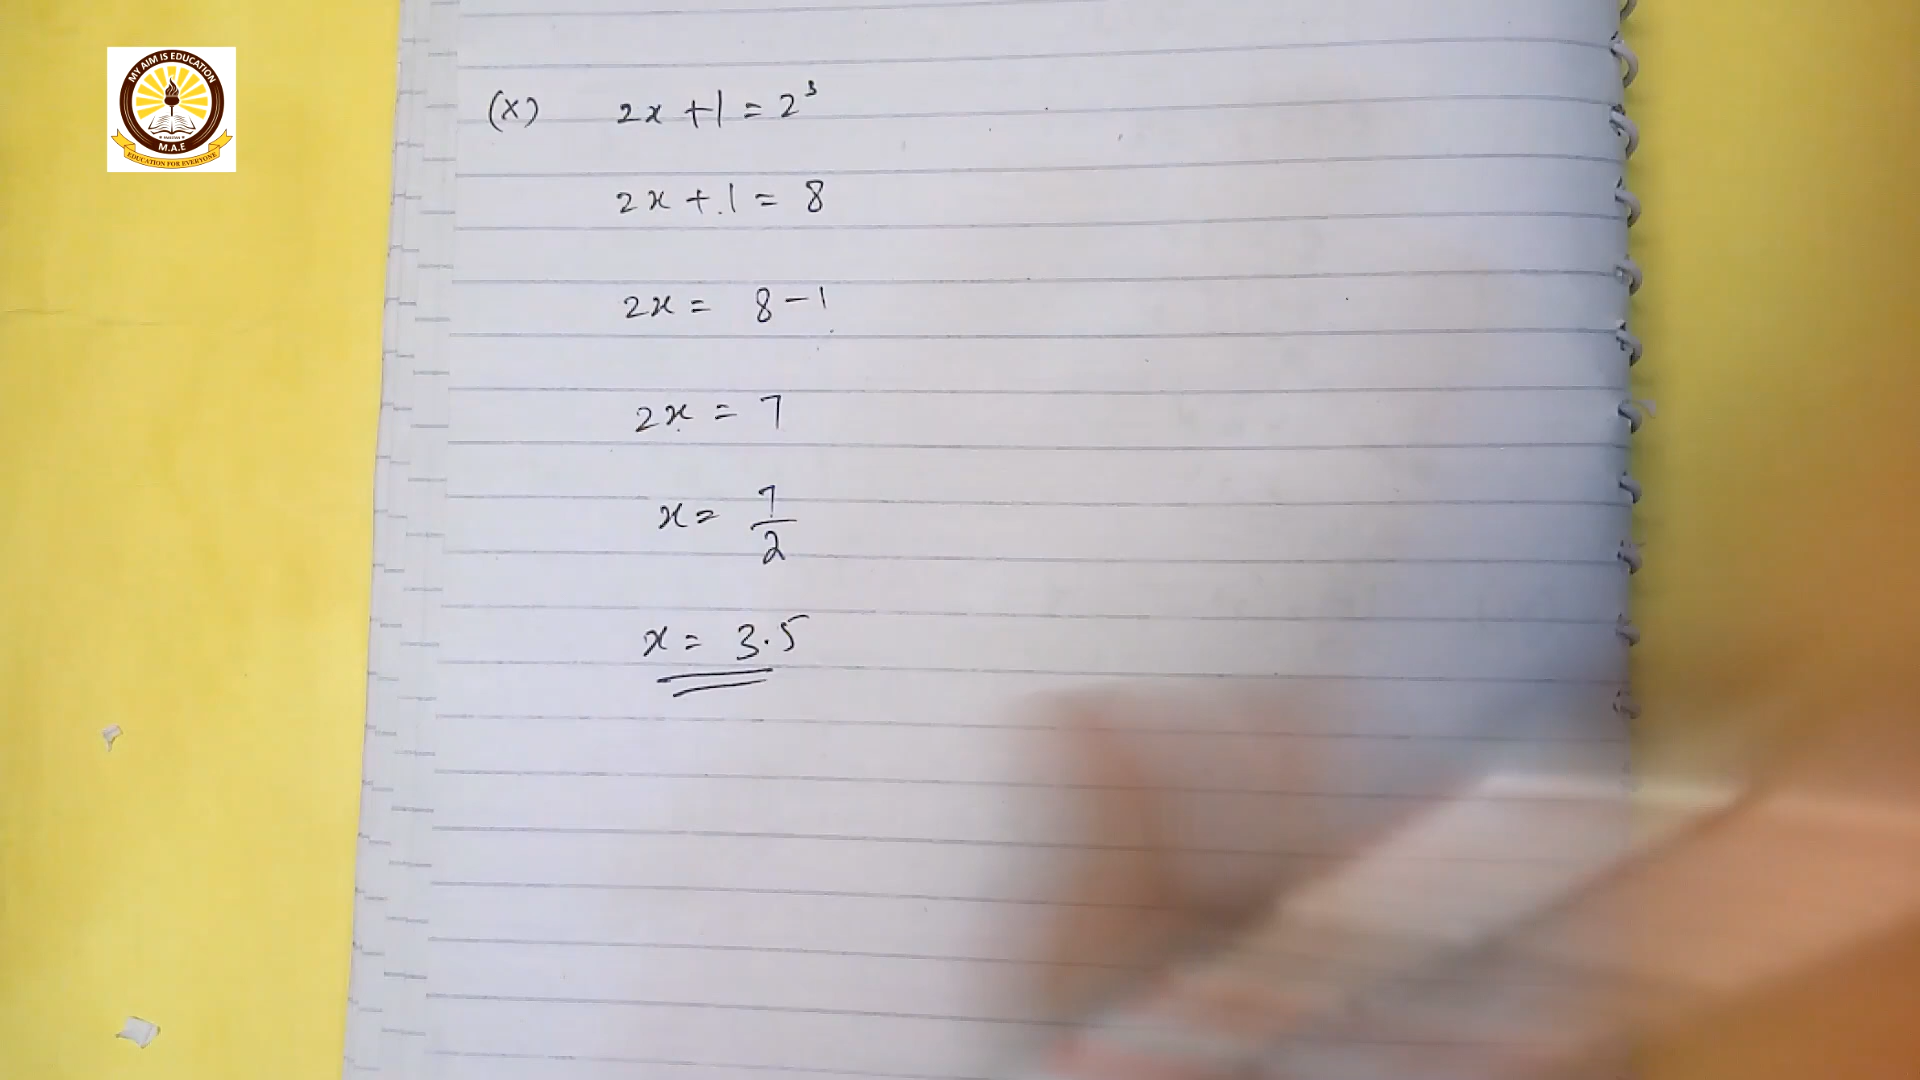 MY AIM IS EDUCATION
M.A.E
EDUCATION FOR EVERYONE
(x) 2x + 1 = 2³
2x + 1 = 8
2x = 8 - 1
2x = 7
x = 7/2
x = 3.5